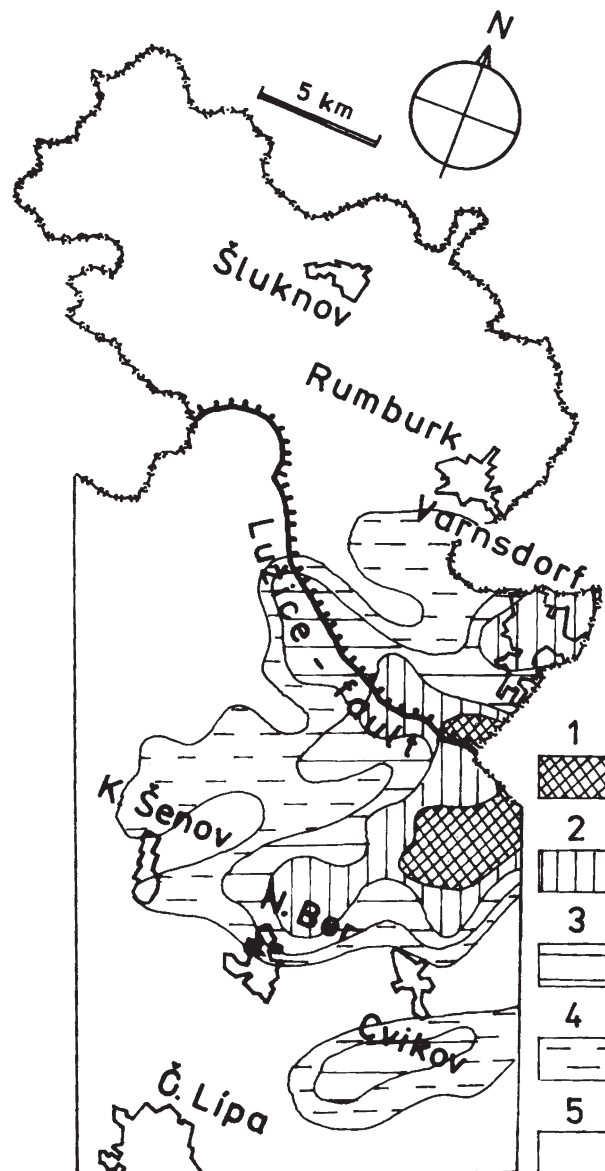 N
5 km
Šluknov
Rumburk
Varnsdorf
Lužice - fault
1
K. Šenov
2
N. Bor
3
4
Cvikov
Č. Lípa
5